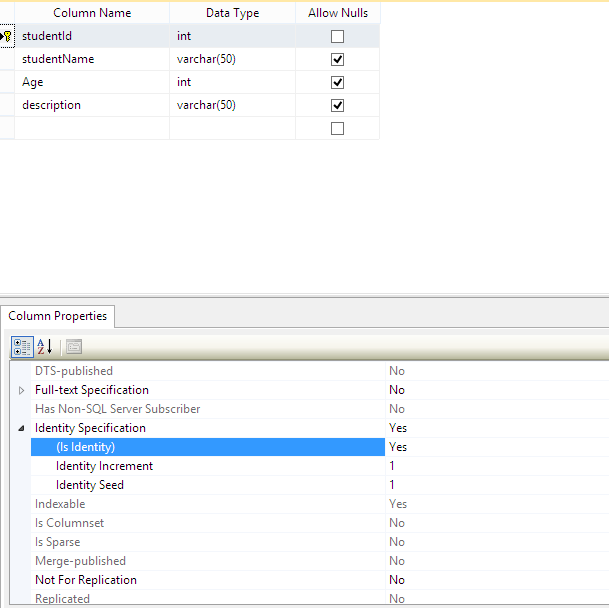 Column Name Data Type Allow Nulls
studentId int
studentName varchar(50)
Age int
description varchar(50)
Column Properties
A Z
DTS-published No
Full-text Specification No
Has Non-SQL Server Subscriber No
Identity Specification Yes
(Is Identity) Yes
Identity Increment 1
Identity Seed 1
Indexable Yes
Is Columnset No
Is Sparse No
Merge-published No
Not For Replication No
Replicated No